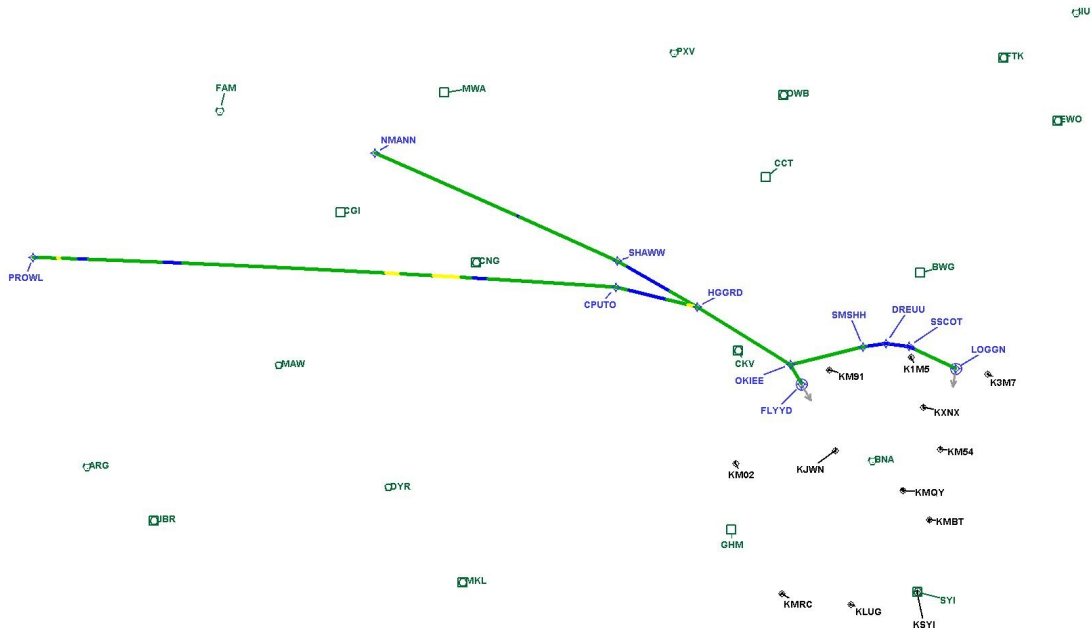 IIU
PXV
FTK
FAM
MWA
OWB
EWO
NMANN
CCT
CGI
SHAWW
CNG
BWG
PROWL
CPUTO
HGGRD
SMSHH
DREUU
SSCOT
LOGGN
MAW
CKV
K1M5
KM91
OKIEE
K3M7
FLYYD
KXNX
KM54
ARG
BNA
KJWN
KM02
DYR
KMQY
JBR
KMBT
GHM
MKL
KMRC
SYI
KLUG
KSYI